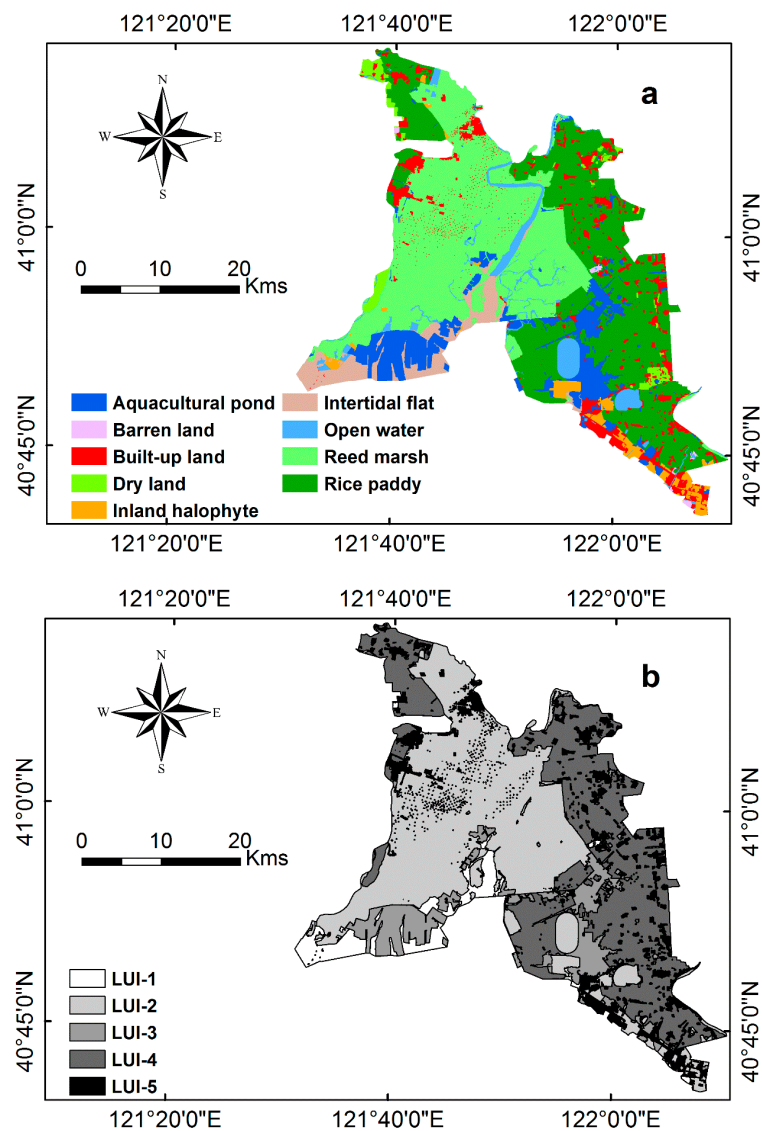 121°20'0"E 121°40'0"E 122°0'0"E
a
N
W E
S
41°0'0"N 41°0'0"N
0 10 20
Kms
Aquacultural pond Intertidal flat
Barren land Open water
Built-up land Reed marsh
Dry land Rice paddy
Inland halophyte
40°45'0"N 40°45'0"N
121°20'0"E 121°40'0"E 122°0'0"E
121°20'0"E 121°40'0"E 122°0'0"E
b
N
W E
S
41°0'0"N 41°0'0"N
0 10 20
Kms
LUI-1
LUI-2
LUI-3
LUI-4
LUI-5
40°45'0"N 40°45'0"N
121°20'0"E 121°40'0"E 122°0'0"E